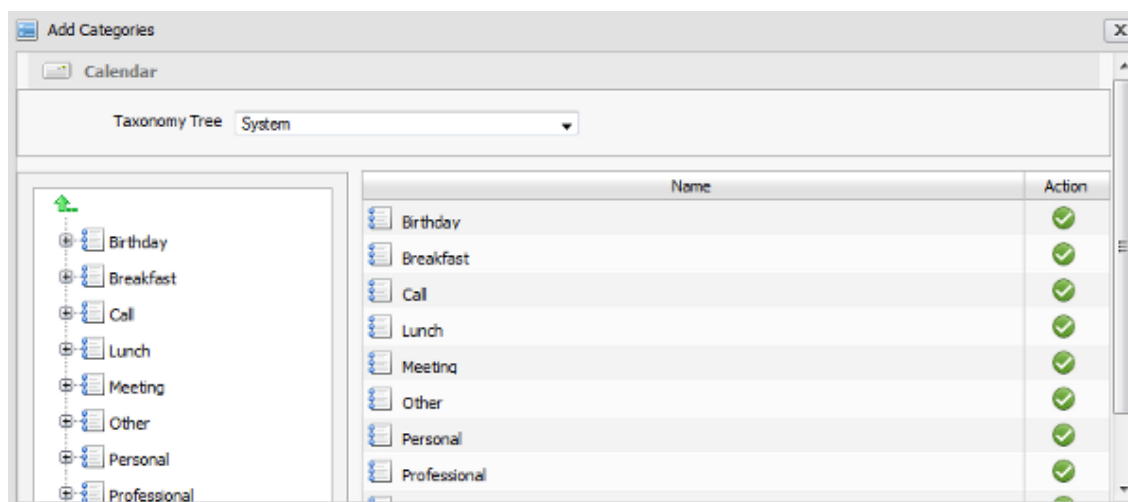 Add Categories
X
Calendar
Taxonomy Tree System
Name Action
Birthday
Breakfast
Call
Lunch
Meeting
Other
Personal
Professional
Birthday
Breakfast
Call
Lunch
Meeting
Other
Personal
Professional